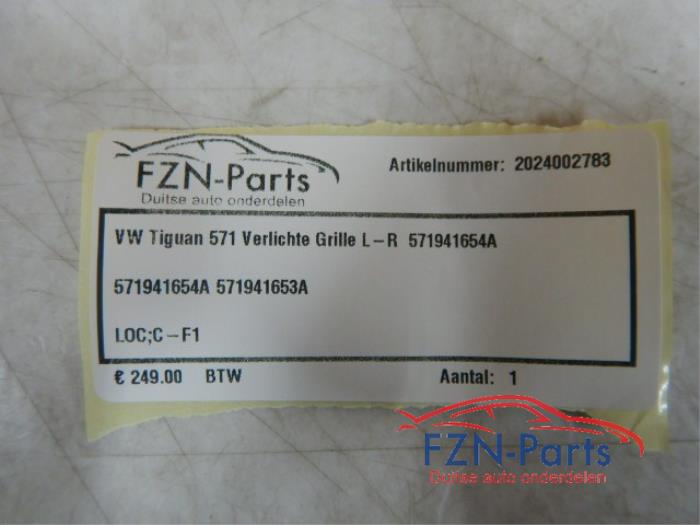 FZN-Parts
Duitse auto onderdelen
Artikelnummer: 2024002783
VW Tiguan 571 Verlichte Grille L-R 571941654A
571941654A 571941653A
LOC;C-F1
€ 249.00 BTW
Aantal: 1
FZN-Parts
Duitse auto onderdelen